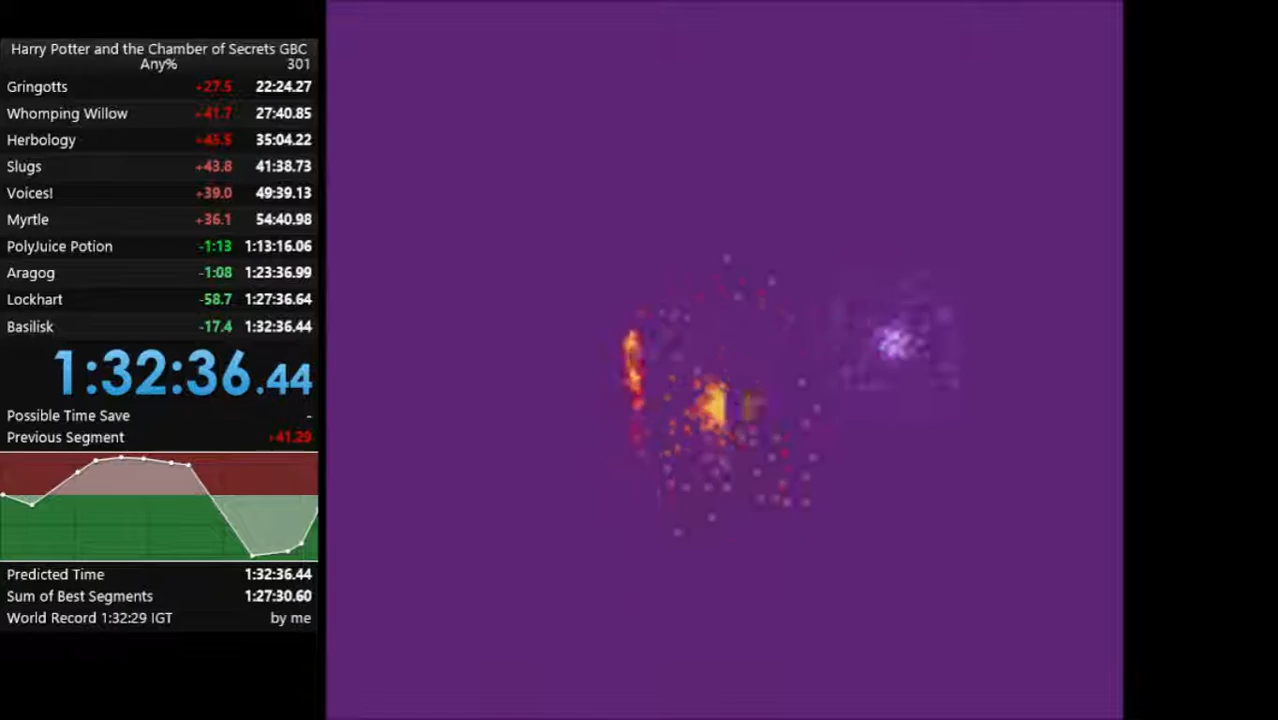 Harry Potter and the Chamber of Secrets GBC
Any% 301
Gringotts +27.5 22:24.27
Whomping Willow +41.7 27:40.85
Herbology +45.5 35:04.22
Slugs +43.8 41:38.73
Voices! +39.0 49:39.13
Myrtle +36.1 54:40.98
PolyJuice Potion -1:13 1:13:16.06
Aragog -1:08 1:23:36.99
Lockhart -58.7 1:27:36.64
Basilisk -17.4 1:32:36.44
1:32:36.44
Possible Time Save -
Previous Segment +41.29
Predicted Time 1:32:36.44
Sum of Best Segments 1:27:30.60
World Record 1:32:29 IGT by me